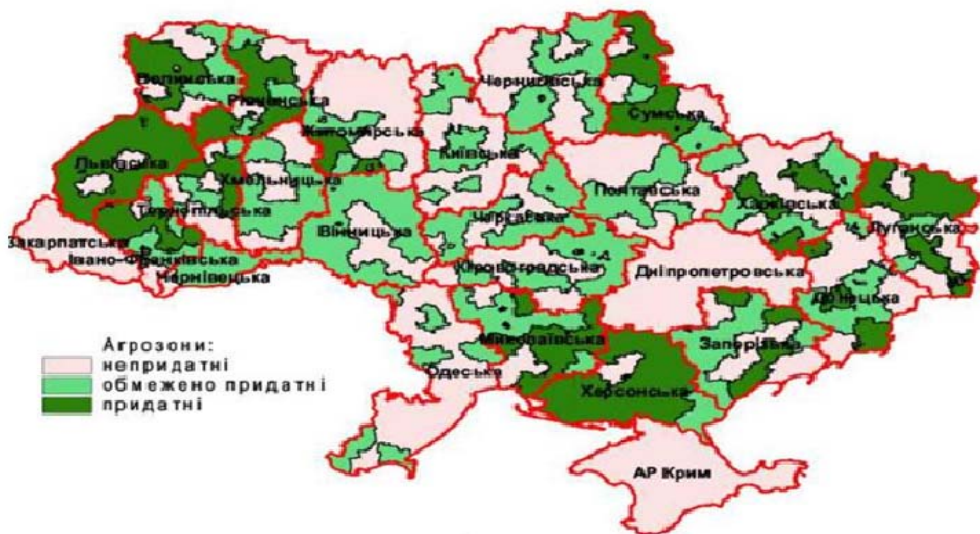 Волинська
Рівненська
Житомирська
Чернігівська
Сумська
Львівська
Хмельницька
Київська
Тернопільська
Полтавська
Харківська
Луганська
Закарпатська
Івано-Франківська
Чернівецька
Вінницька
Черкаська
Кіровоградська
Дніпропетровська
Донецька
Миколаївська
Запорізька
Одеська
Херсонська
АР Крим
Агрозони:
непридатні
обмежено придатні
придатні